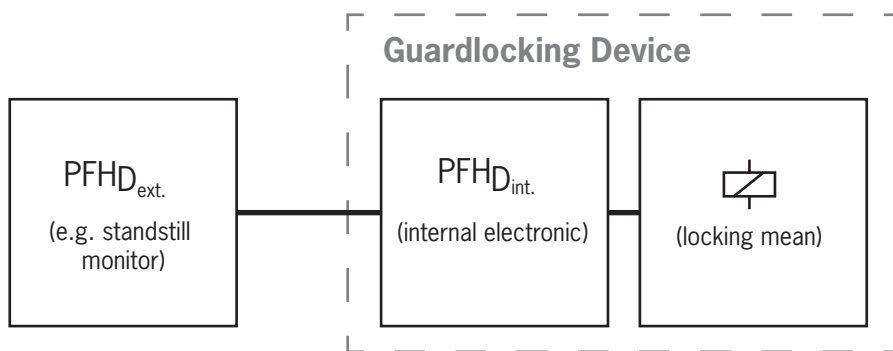 Guardlocking Device
PFHDext.
(e.g. standstill
monitor)
PFHDint.
(internal electronic)
(locking mean)